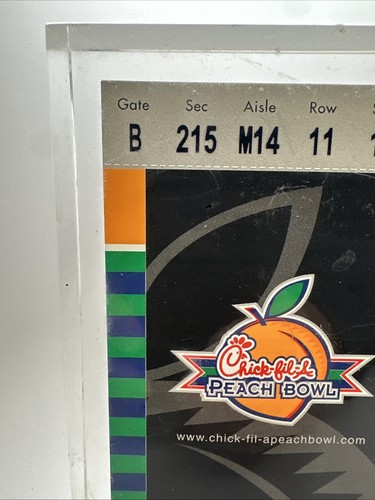 Gate Sec Aisle Row
B 215 M14 11
Chick-fil-A
PEACH BOWL
www.chick-fil-apeachbowl.com